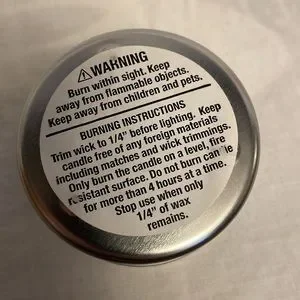 ⚠WARNING
Burn within sight. Keep
away from flammable objects.
Keep away from children and pets.
BURNING INSTRUCTIONS
Trim wick to 1/4" before lighting. Keep
candle free of any foreign materials
including matches and wick trimmings.
Only burn the candle on a level, fire
resistant surface. Do not burn candle
for more than 4 hours at a time.
Stop use when only
1/4" of wax
remains.